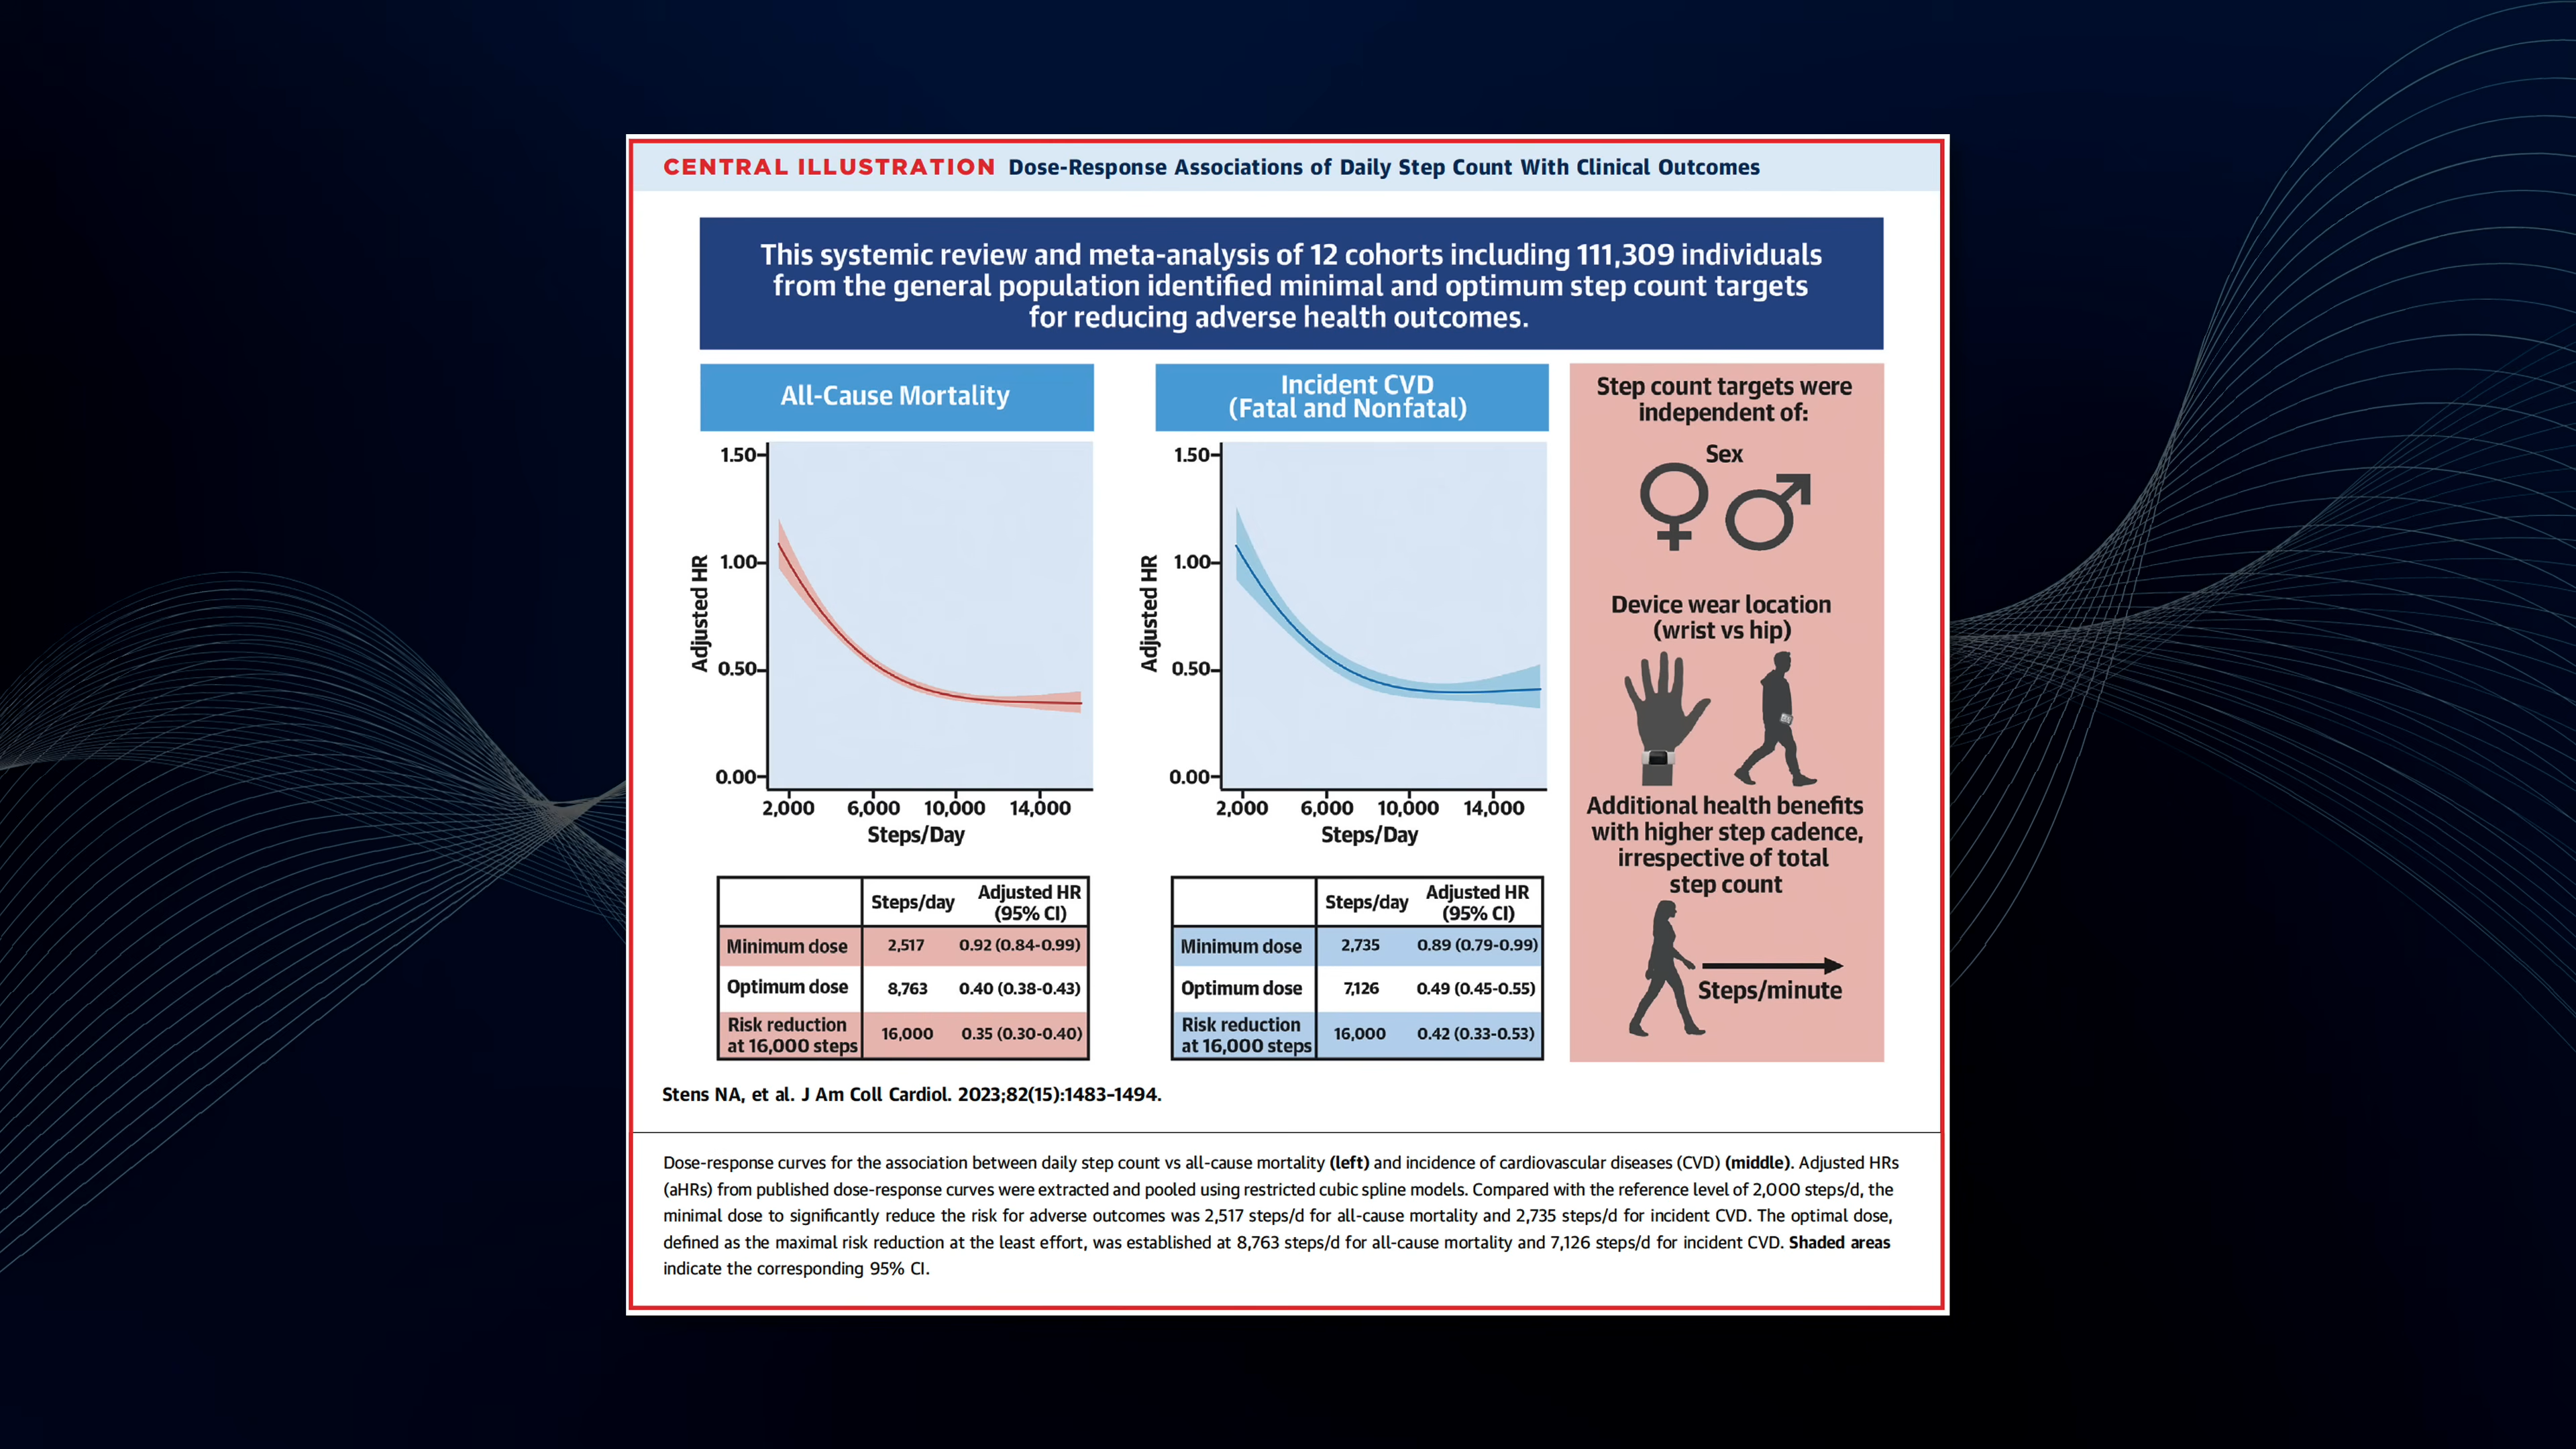 CENTRAL ILLUSTRATION Dose-Response Associations of Daily Step Count With Clinical Outcomes
This systemic review and meta-analysis of 12 cohorts including 111,309 individuals
from the general population identified minimal and optimum step count targets
for reducing adverse health outcomes.
All-Cause Mortality
1.50
1.00
0.50
0.00
Adjusted HR
2,000 6,000 10,000 14,000
Steps/Day
Steps/day Adjusted HR
(95% CI)
Minimum dose 2,517 0.92 (0.84-0.99)
Optimum dose 8,763 0.40 (0.38-0.43)
Risk reduction
at 16,000 steps 16,000 0.35 (0.30-0.40)
Incident CVD
(Fatal and Nonfatal)
1.50
1.00
0.50
0.00
Adjusted HR
2,000 6,000 10,000 14,000
Steps/Day
Steps/day Adjusted HR
(95% CI)
Minimum dose 2,735 0.89 (0.79-0.99)
Optimum dose 7,126 0.49 (0.45-0.55)
Risk reduction
at 16,000 steps 16,000 0.42 (0.33-0.53)
Step count targets were
independent of:
Sex
Device wear location
(wrist vs hip)
Additional health benefits
with higher step cadence,
irrespective of total
step count
Steps/minute
Stens NA, et al. J Am Coll Cardiol. 2023;82(15):1483–1494.
Dose-response curves for the association between daily step count vs all-cause mortality (left) and incidence of cardiovascular diseases (CVD) (middle). Adjusted HRs
(aHRs) from published dose-response curves were extracted and pooled using restricted cubic spline models. Compared with the reference level of 2,000 steps/d, the
minimal dose to significantly reduce the risk for adverse outcomes was 2,517 steps/d for all-cause mortality and 2,735 steps/d for incident CVD. The optimal dose,
defined as the maximal risk reduction at the least effort, was established at 8,763 steps/d for all-cause mortality and 7,126 steps/d for incident CVD. Shaded areas
indicate the corresponding 95% CI.